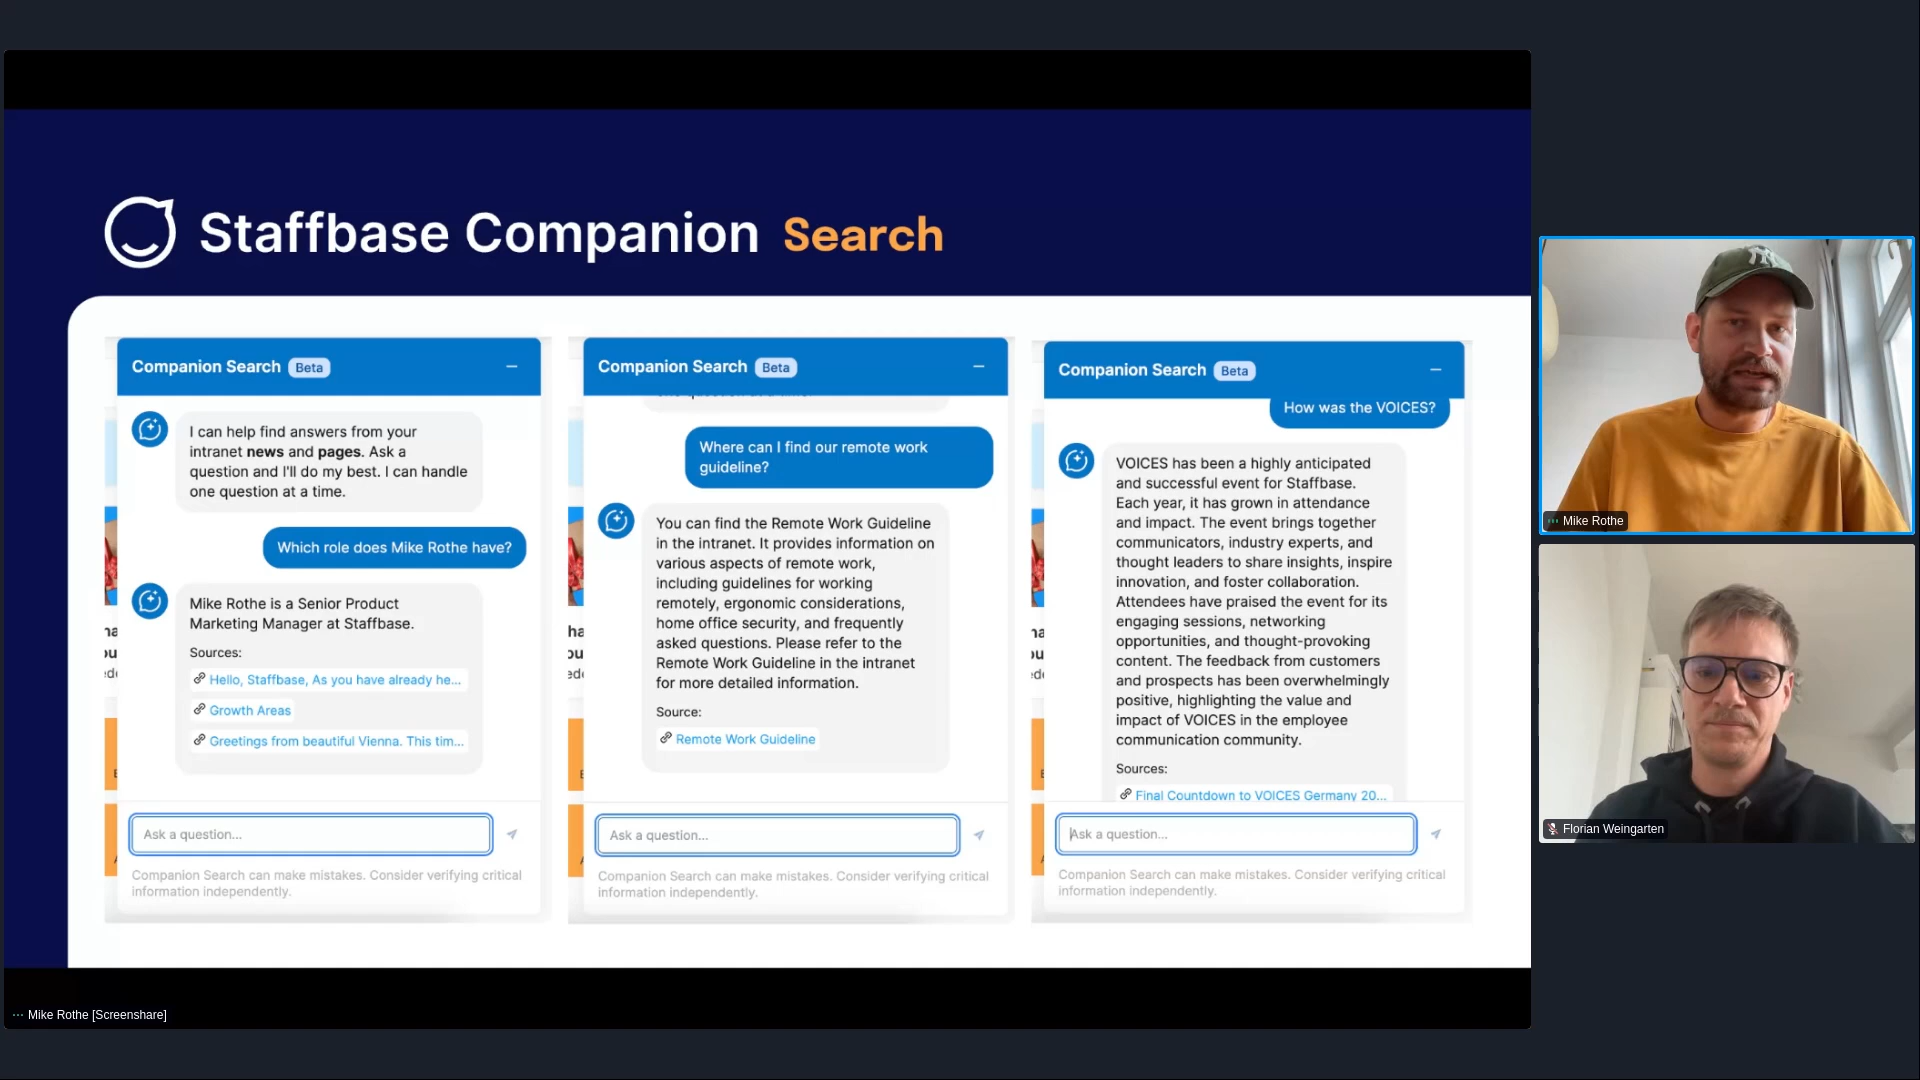 Staffbase Companion Search
Companion Search Beta
I can help find answers from your
intranet news and pages. Ask a
question and I'll do my best. I can handle
one question at a time.
Which role does Mike Rothe have?
Mike Rothe is a Senior Product
Marketing Manager at Staffbase.
Sources:
Hello, Staffbase, As you have already he...
Growth Areas
Greetings from beautiful Vienna. This tim...
Ask a question...
Companion Search can make mistakes. Consider verifying critical
information independently.
Companion Search Beta
Where can I find our remote work
guideline?
You can find the Remote Work Guideline
in the intranet. It provides information on
various aspects of remote work,
including guidelines for working
remotely, ergonomic considerations,
home office security, and frequently
asked questions. Please refer to the
Remote Work Guideline in the intranet
for more detailed information.
Source:
Remote Work Guideline
Ask a question...
Companion Search can make mistakes. Consider verifying critical
information independently.
Companion Search Beta
How was the VOICES?
VOICES has been a highly anticipated
and successful event for Staffbase.
Each year, it has grown in attendance
and impact. The event brings together
communicators, industry experts, and
thought leaders to share insights, inspire
innovation, and foster collaboration.
Attendees have praised the event for its
engaging sessions, networking
opportunities, and thought-provoking
content. The feedback from customers
and prospects has been overwhelmingly
positive, highlighting the value and
impact of VOICES in the employee
communication community.
Sources:
Final Countdown to VOICES Germany 20...
Ask a question...
Companion Search can make mistakes. Consider verifying critical
information independently.
Mike Rothe
Florian Weingarten
Mike Rothe [Screenshare]